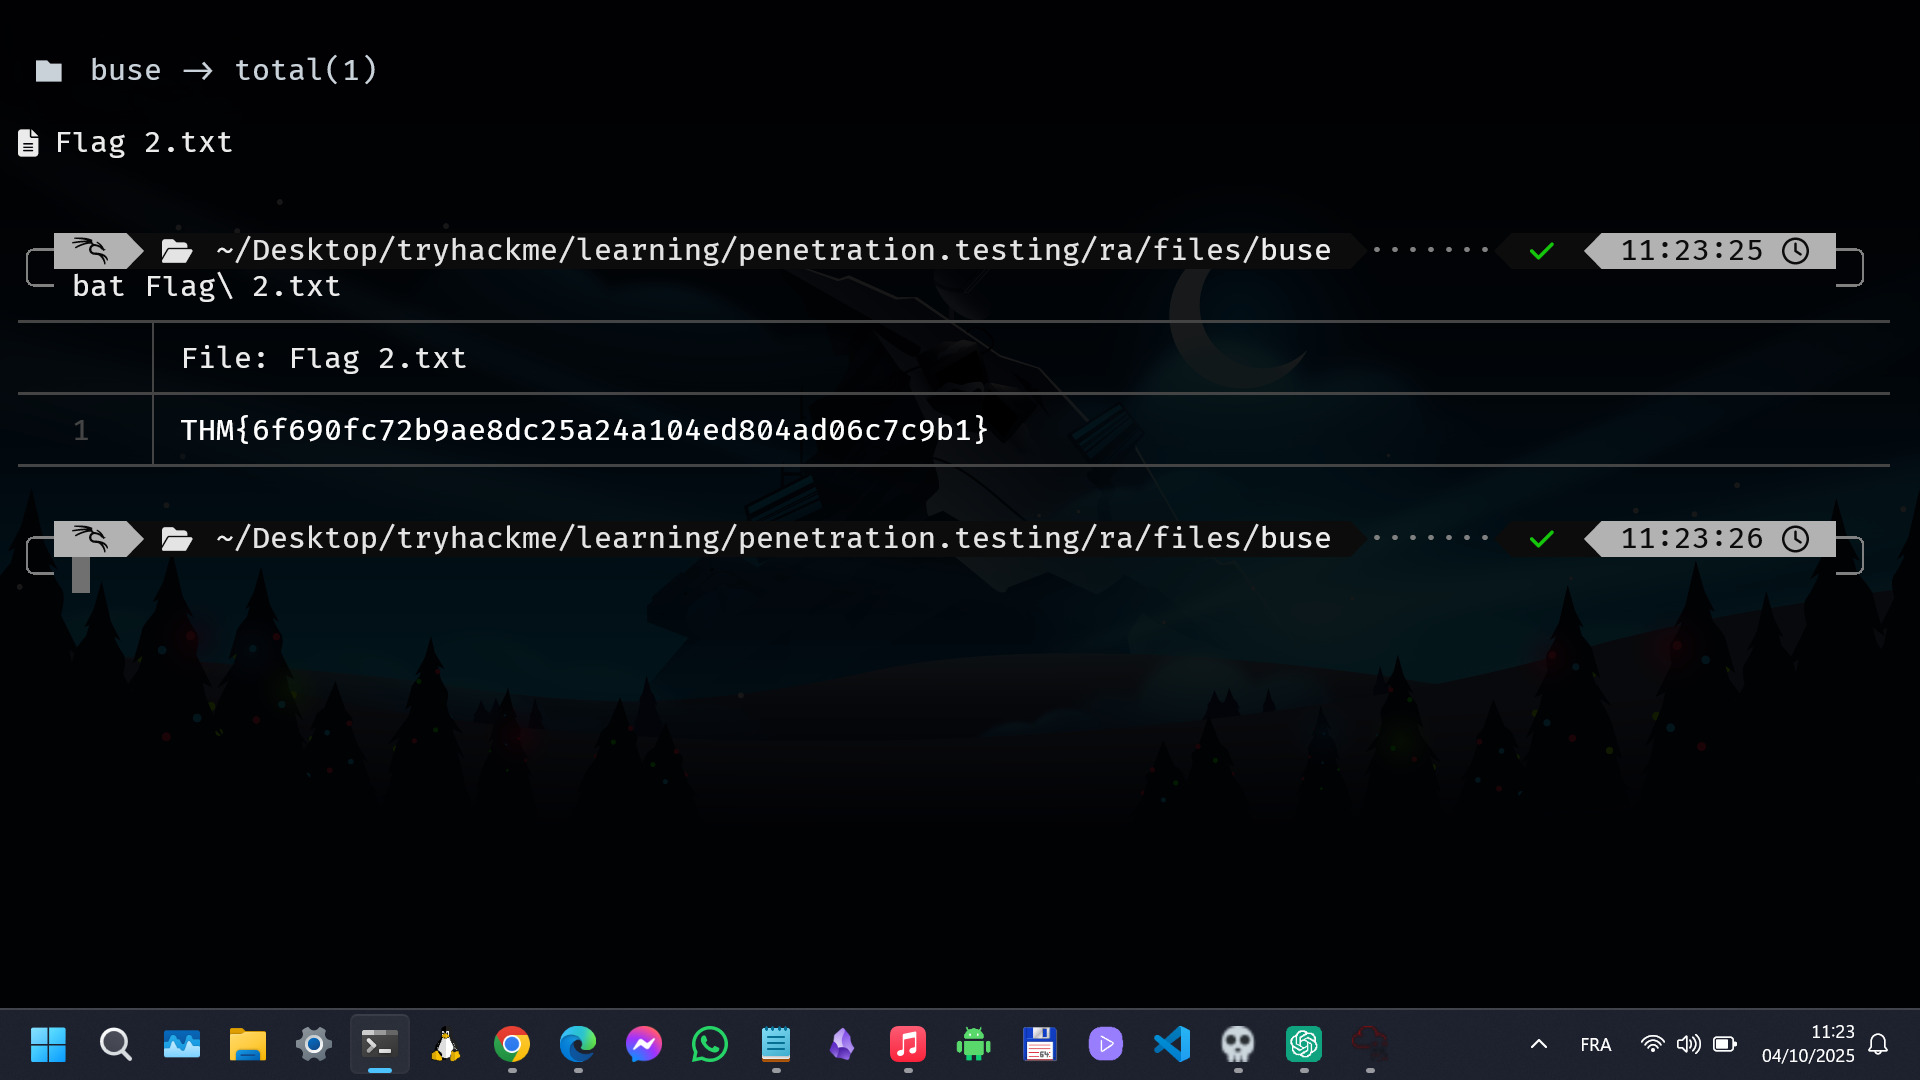 buse → total(1)
Flag 2.txt
~/Desktop/tryhackme/learning/penetration.testing/ra/files/buse ······· ✓ 11:23:25
bat Flag\ 2.txt
File: Flag 2.txt
1 THM{6f690fc72b9ae8dc25a24a104ed804ad06c7c9b1}
~/Desktop/tryhackme/learning/penetration.testing/ra/files/buse ······· ✓ 11:23:26
64
FRA
11:23
04/10/2025